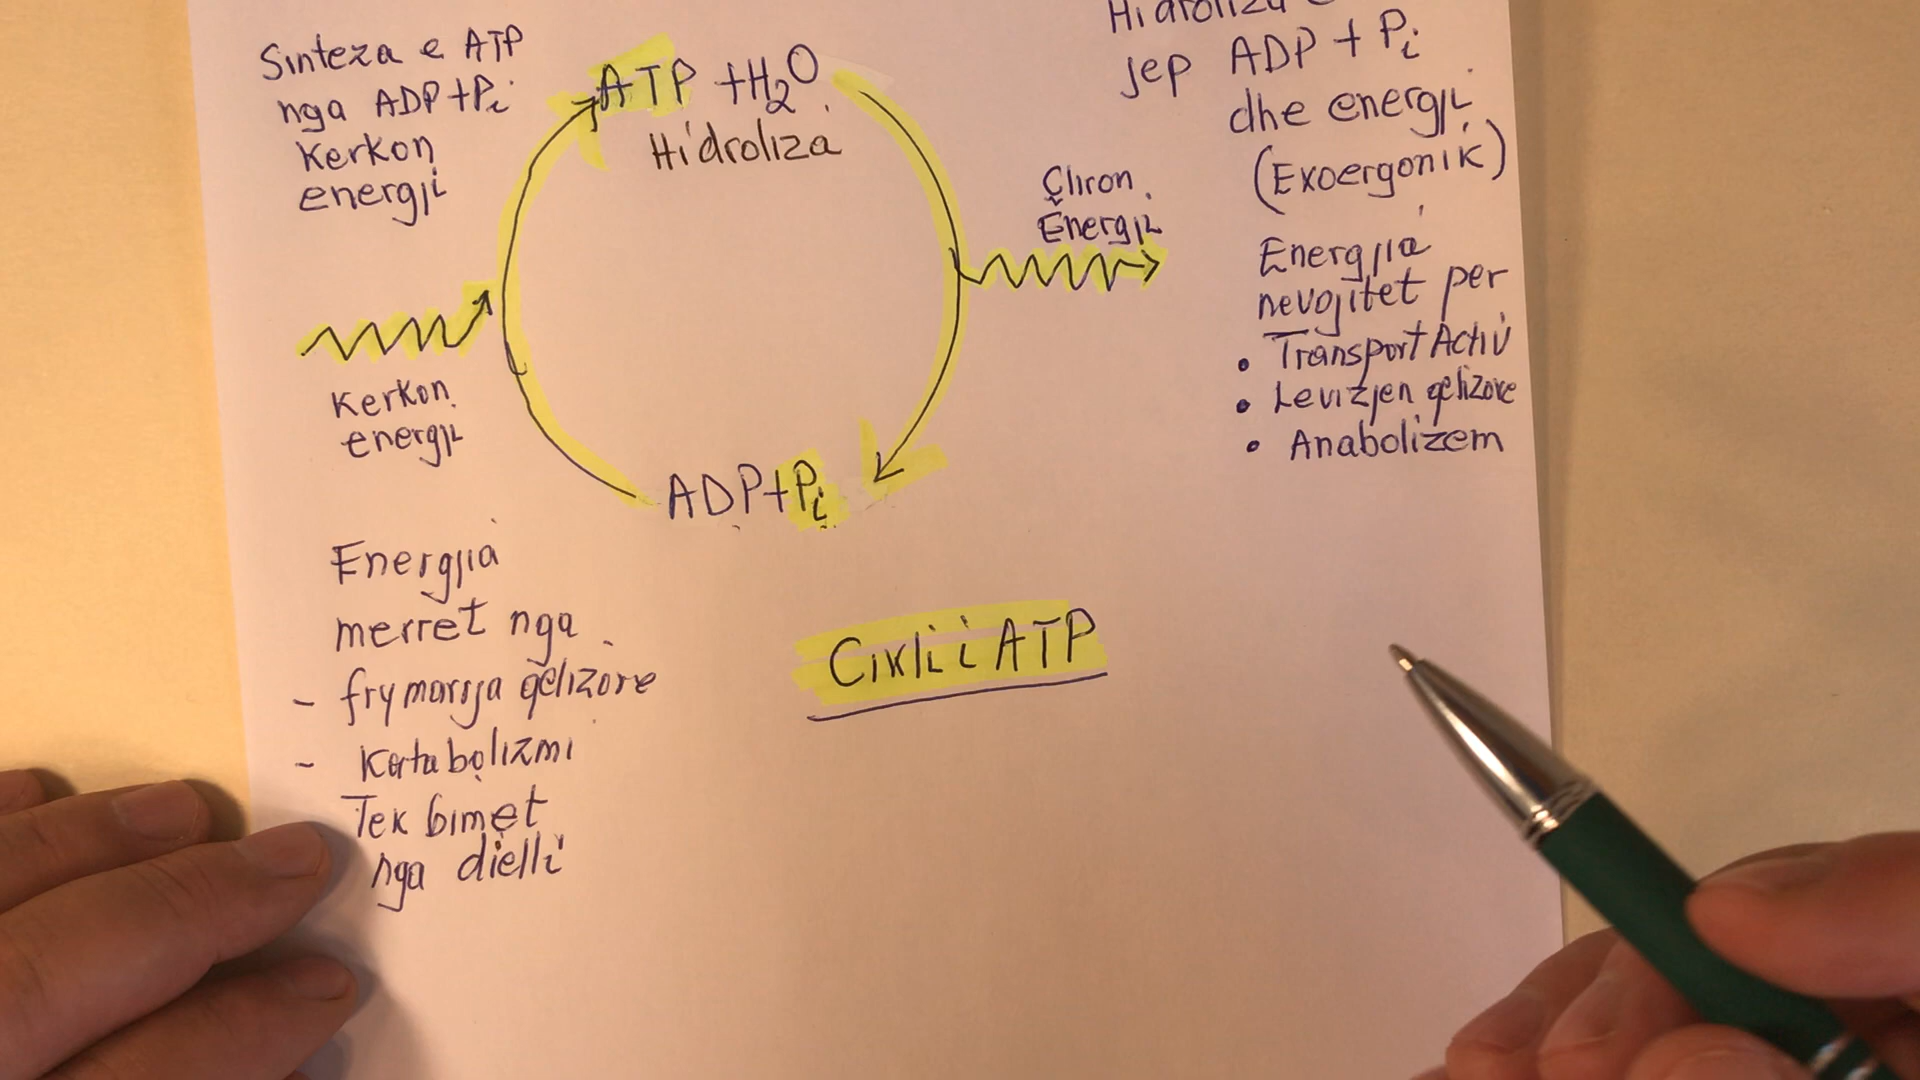 Sinteza e ATP
nga ADP+Pi
Kerkon
energji
ATP +H2O
Hidroliza
Hidroliza
jep ADP + Pi
dhe energji
(Exoergonik)
Çliron
Energji
Energjia
nevojitet per
• Transport Activ
• Levizjen qelizore
• Anabolizem
Kerkon
energji
ADP+Pi
Energjia
merret nga
- frymarrja qelizore
- Katabolizmi
Tek bimet
nga dielli
Cikli i ATP